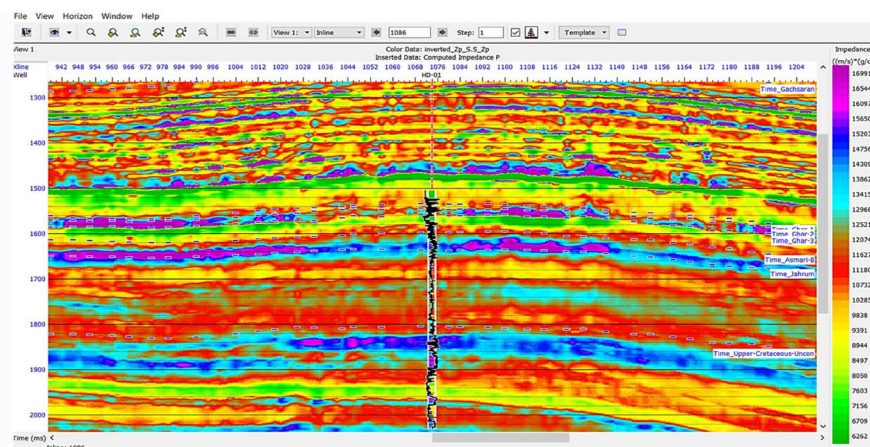 File View Horizon Window Help
View 1: Inline 1086 Step: 1 Template
View 1
Color Data: inverted_Zp_S.S_Zp
Inserted Data: Computed Impedance P
Xline 942 948 954 960 966 972 978 984 990 996 1004 1012 1020 1028 1036 1044 1052 1060 1068 1076 1084 1092 1100 1108 1116 1124 1132 1140 1148 1156 1164 1172 1180 1188 1196 1204
Well HD-01
Impedance
((m/s)*(g/c
1300
1400
1500
1600
1700
1800
1900
2000
Time_Gachsaran
Time_Ghar-2
Time_Ghar-3
Time_Jahrum
Time_Upper-Cretaceous-Uncon
16544
16097
15650
15203
14756
14309
13862
13415
12968
12521
12074
11627
11180
10732
10285
9838
9391
8944
8497
8050
7603
7156
6709
6262
Time (ms)